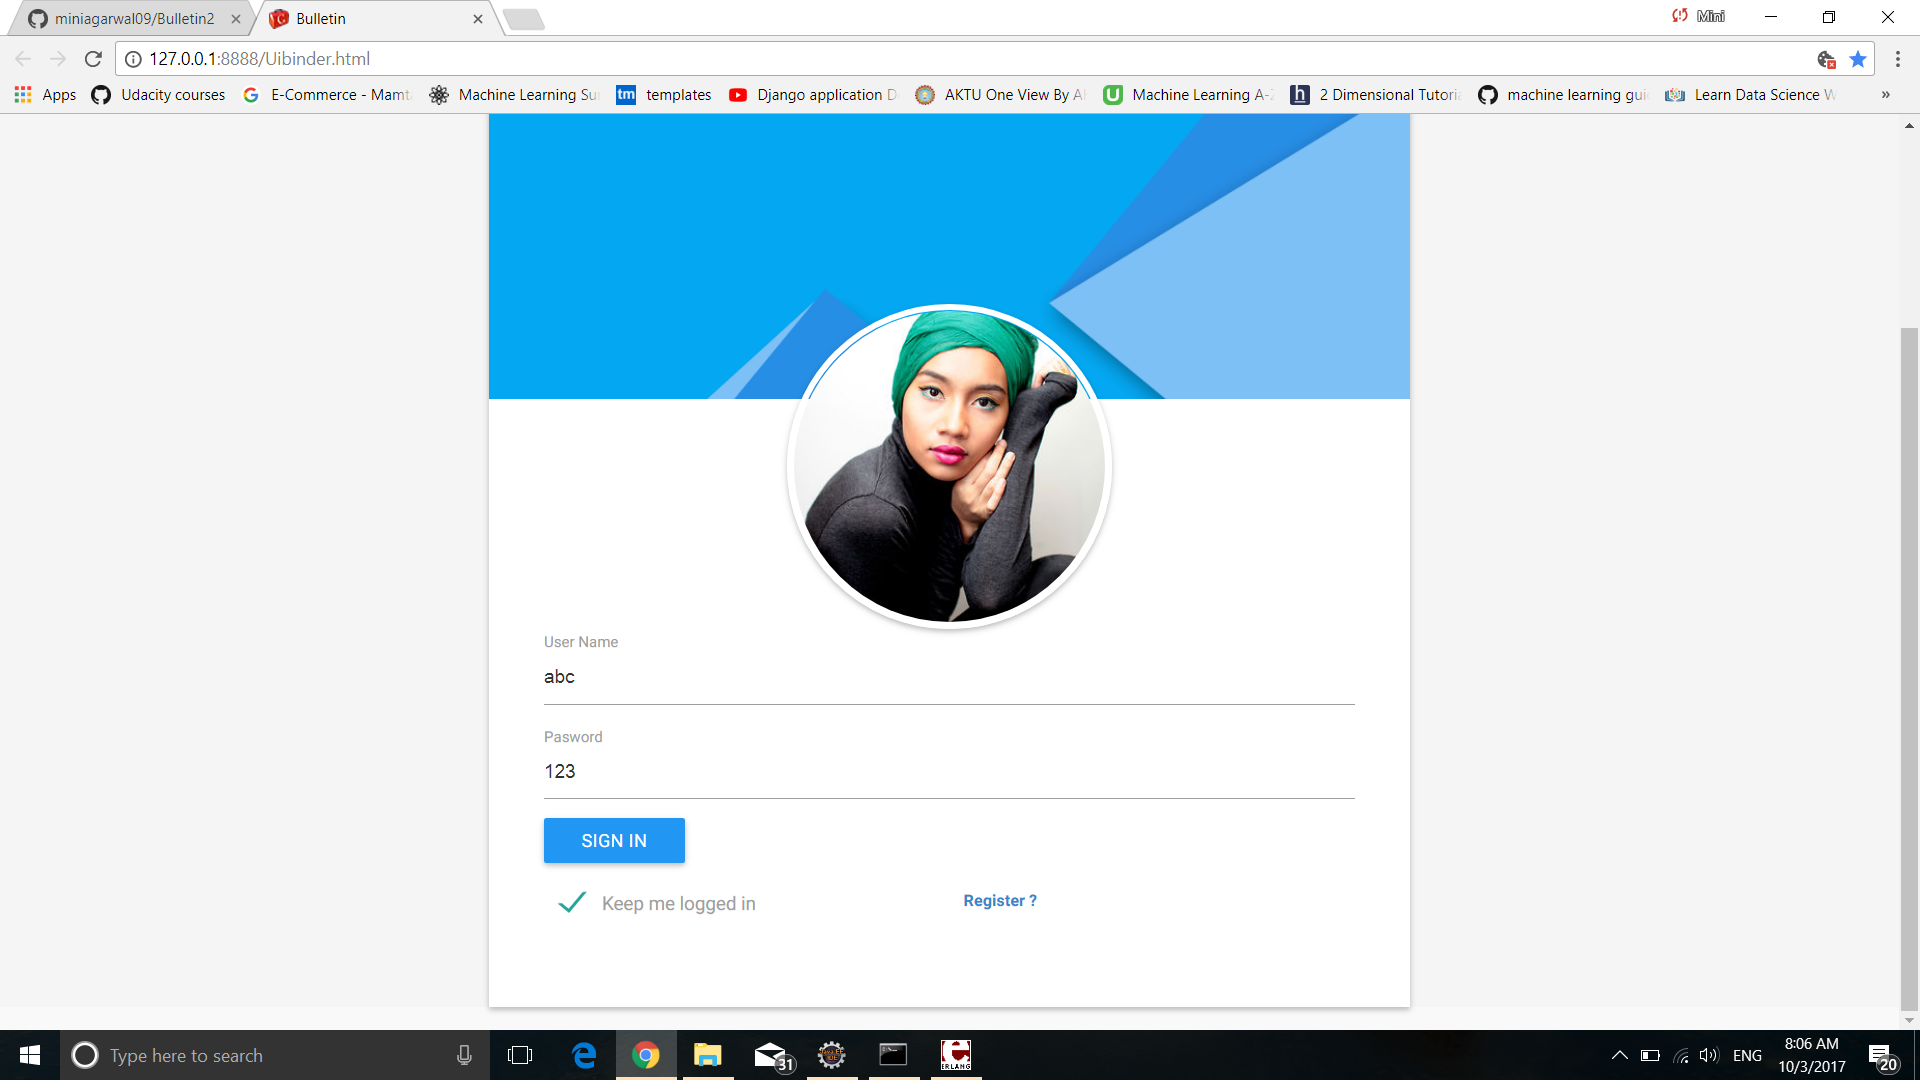 miniagarwal09/Bulletin2
Bulletin
Mini
127.0.0.1:8888/Uibinder.html
Apps
Udacity courses
E-Commerce - Mamt
Machine Learning Su
tm
templates
Django application D
AKTU One View By A
Machine Learning A-Z
h
2 Dimensional Tutoria
machine learning gui
Learn Data Science W
»
User Name
abc
Pasword
123
SIGN IN
Keep me logged in
Register ?
Type here to search
31
ERLANG
ENG
8:06 AM
10/3/2017
20